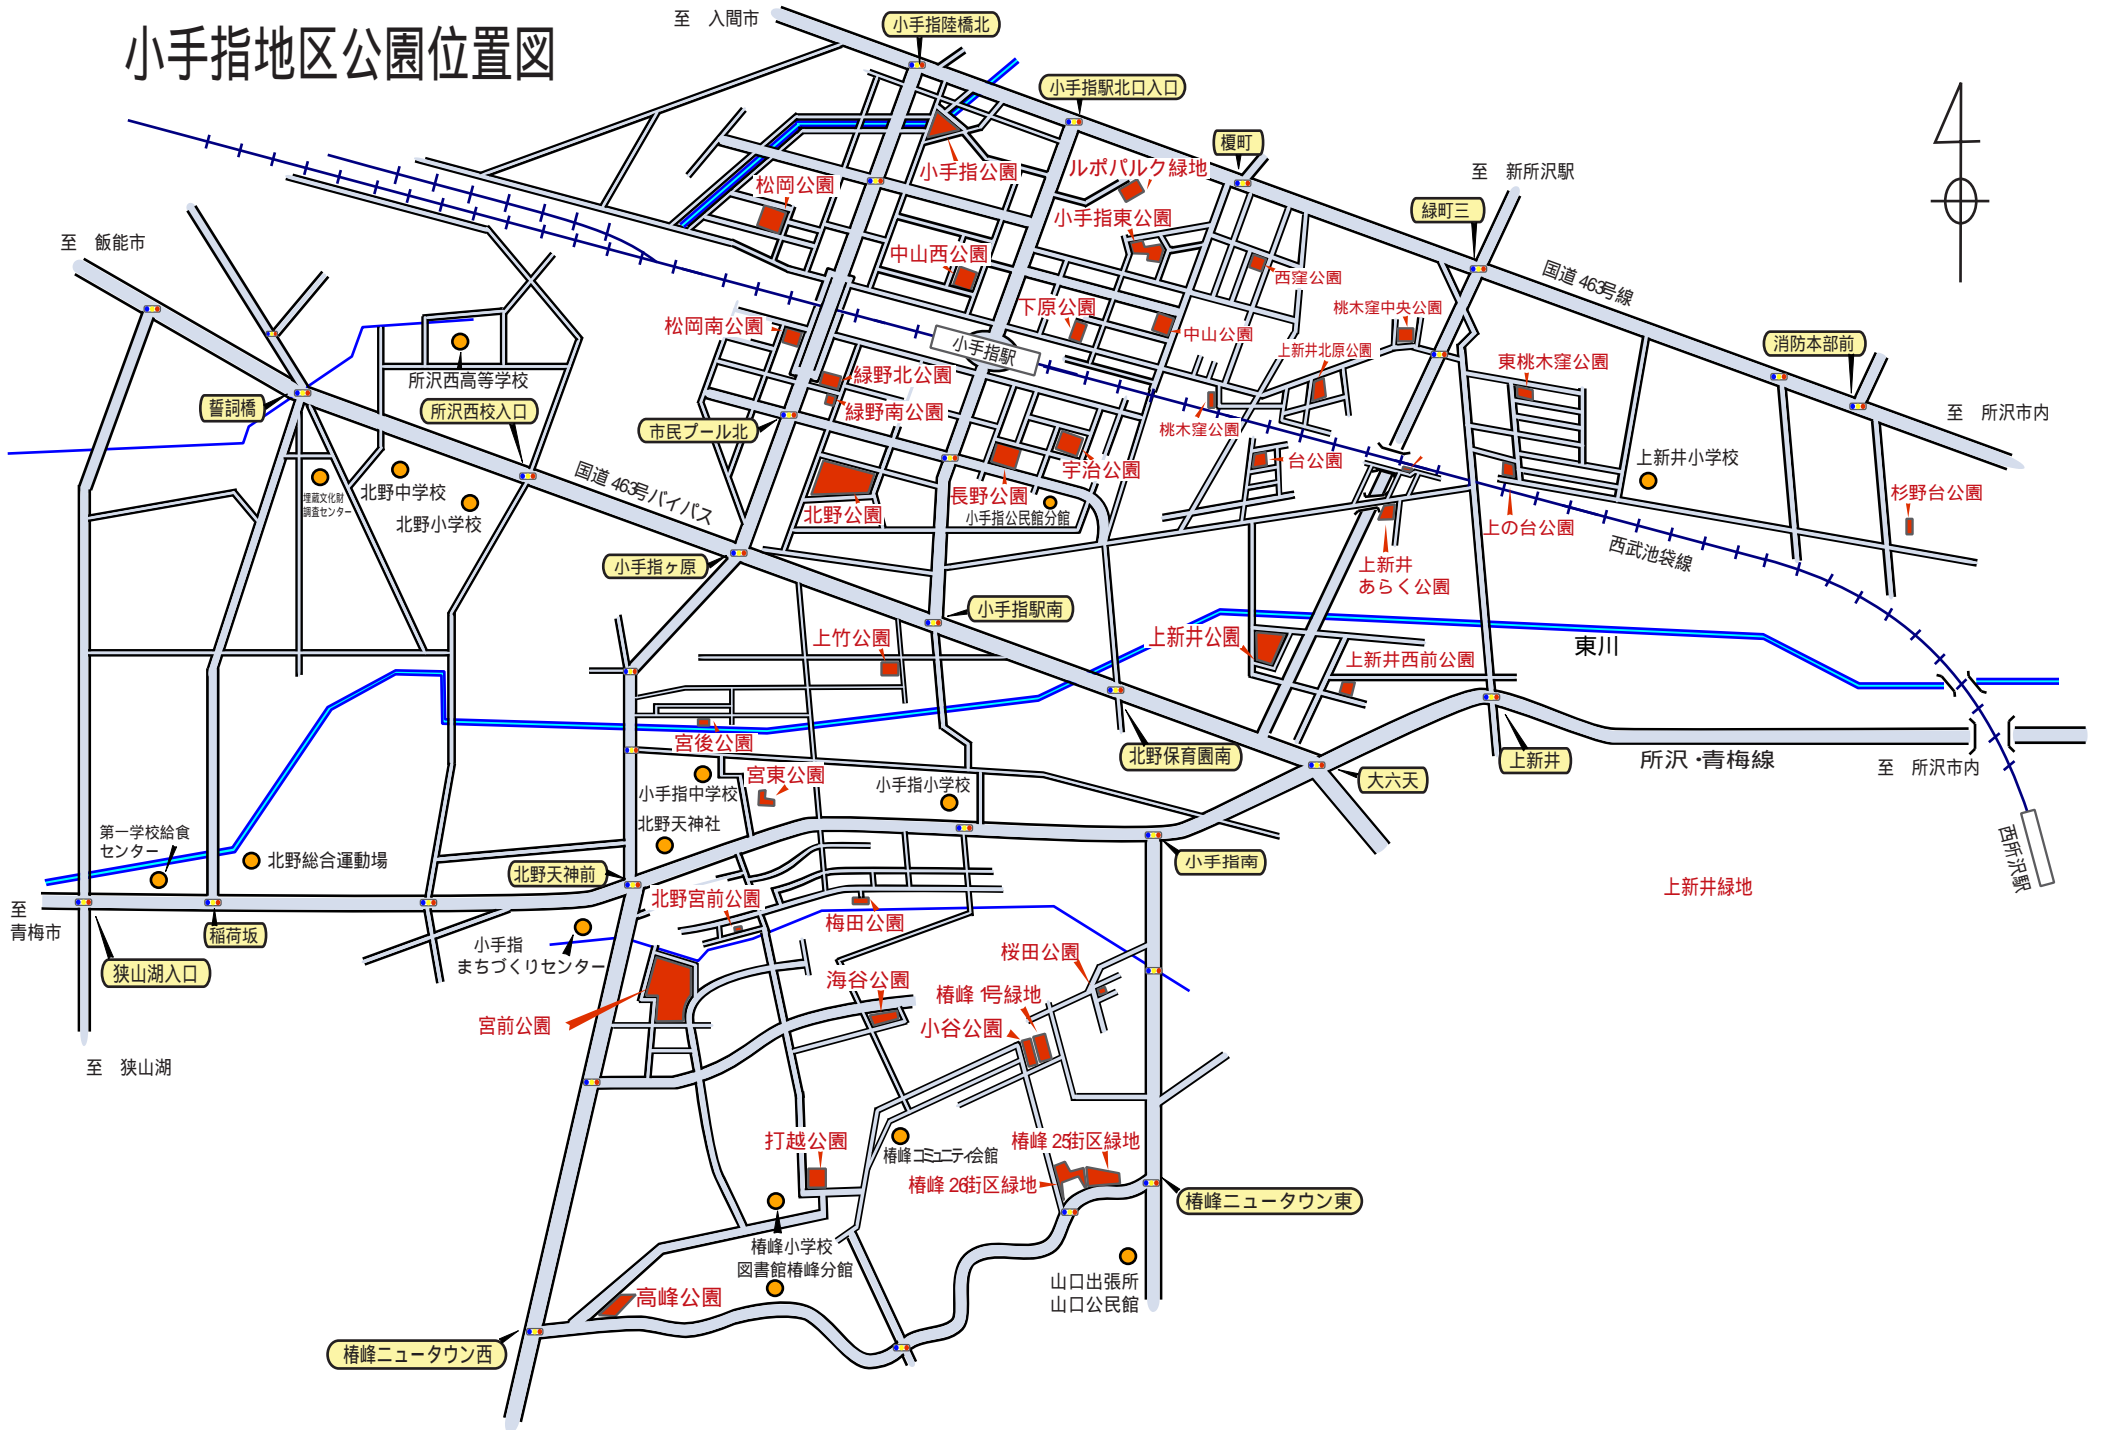 小手指地区公園位置図
至 入間市
小手指陸橋北
小手指駅北口入口
榎町
至 新所沢駅
緑町三
国道463号線
消防本部前
至 所沢市内
至 飯能市
小手指公園
ルポパルク緑地
松岡公園
小手指東公園
中山西公園
西窪公園
下原公園
桃木窪中央公園
松岡南公園
中山公園
小手指駅
上新井北原公園
東桃木窪公園
緑野北公園
緑野南公園
所沢西高等学校
誓詞橋
所沢西校入口
市民プール北
桃木窪公園
宇治公園
台公園
上新井小学校
国道463号バイパス
埋蔵文化財
調査センター
北野中学校
北野小学校
北野公園
長野公園
小手指公民館分館
上の台公園
杉野台公園
西武池袋線
小手指ヶ原
上新井
あらく公園
小手指駅南
上竹公園
上新井公園
東川
上新井西前公園
宮後公園
北野保育園南
上新井
所沢・青梅線
至 所沢市内
大六天
宮東公園
小手指中学校
小手指小学校
北野天神社
第一学校給食
センター
北野総合運動場
北野天神前
小手指南
西所沢駅
上新井緑地
至
青梅市
稲荷坂
北野宮前公園
梅田公園
小手指
まちづくりセンター
狭山湖入口
桜田公園
海谷公園
椿峰1号緑地
小谷公園
宮前公園
至 狭山湖
打越公園
椿峰コミュニティ会館
椿峰25街区緑地
椿峰26街区緑地
椿峰ニュータウン東
椿峰小学校
図書館椿峰分館
山口出張所
山口公民館
高峰公園
椿峰ニュータウン西